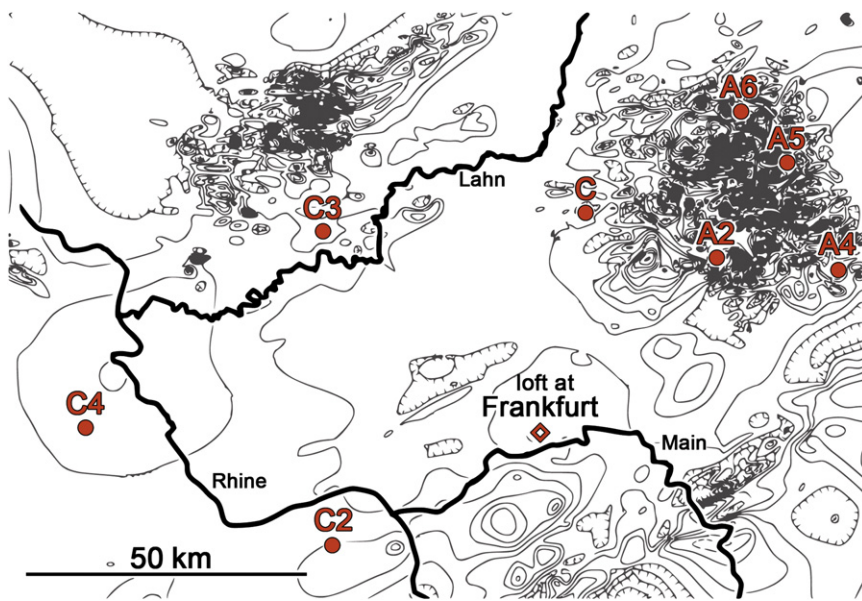 A6
A5
Lahn
C
C3
A2
A4
loft at
Frankfurt
C4
Main
Rhine
C2
50 km